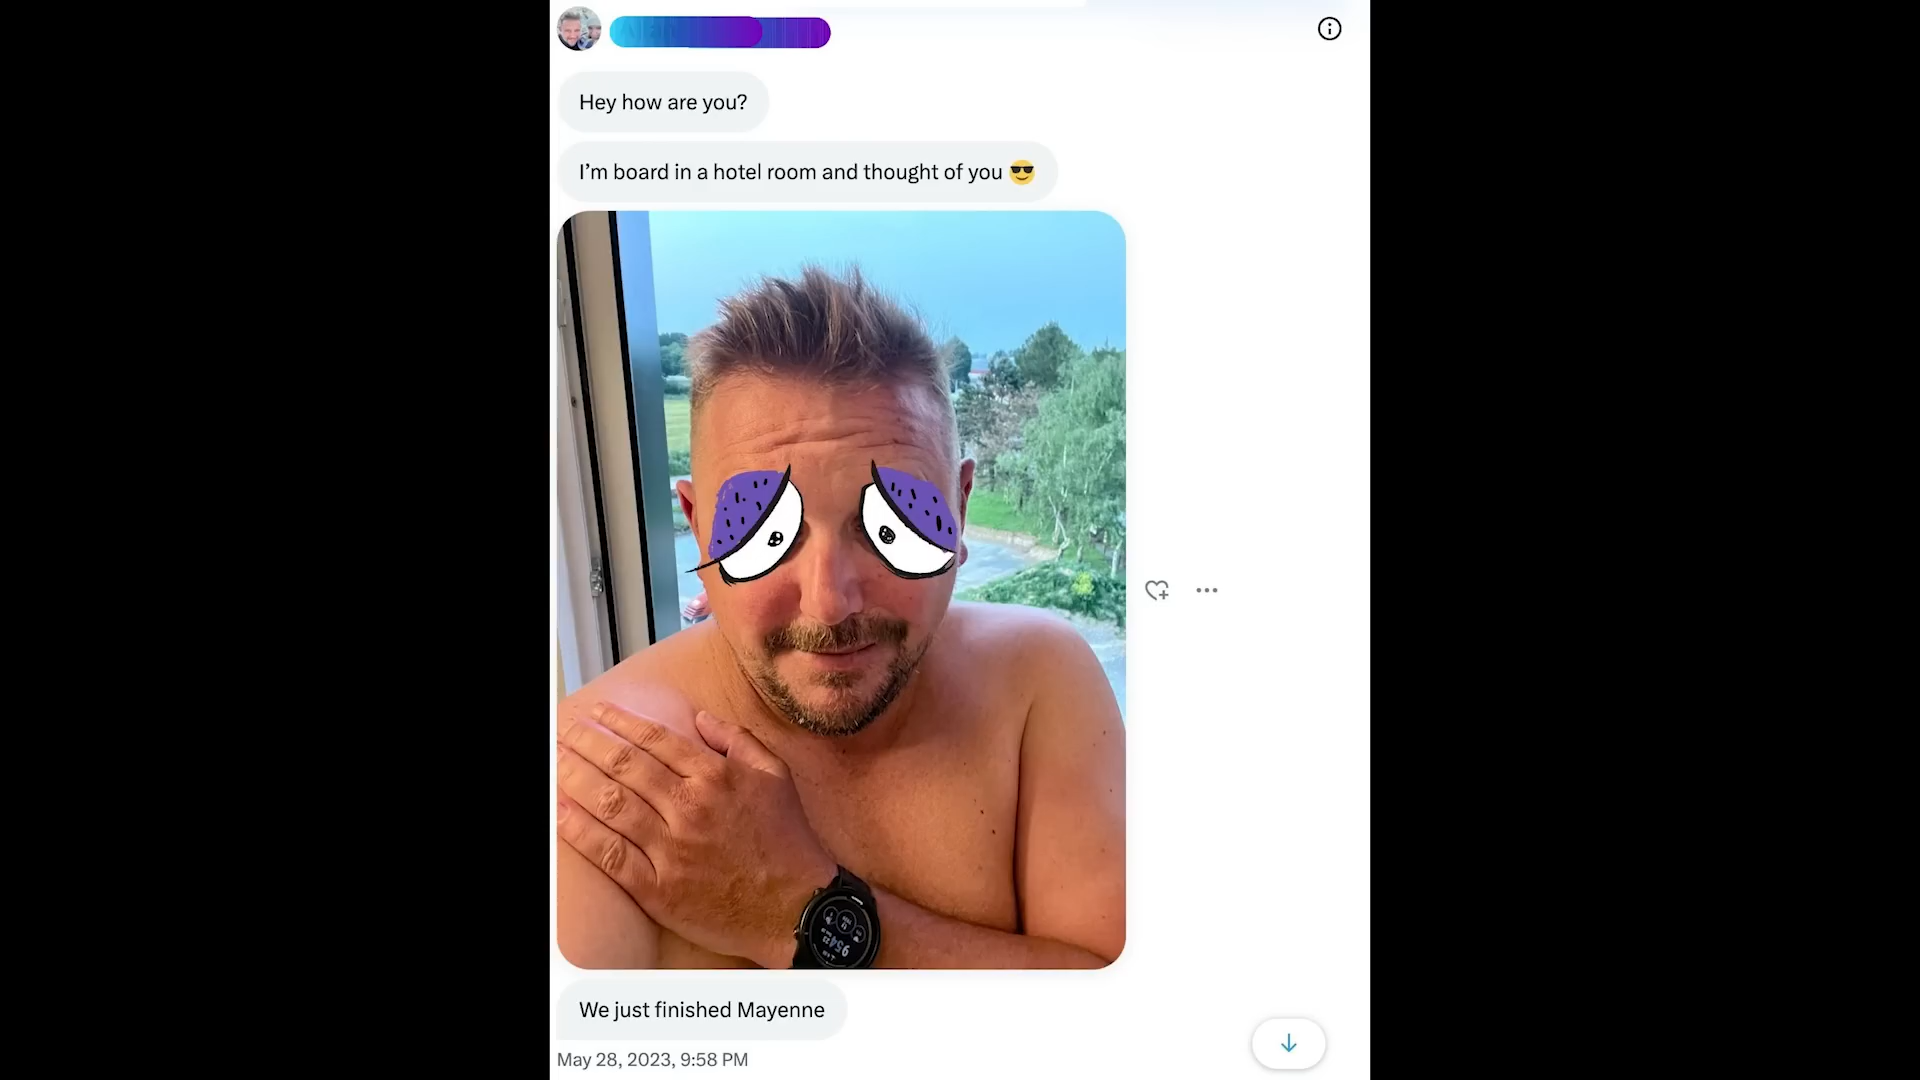 Hey how are you?
I'm board in a hotel room and thought of you 😎
We just finished Mayenne
May 28, 2023, 9:58 PM